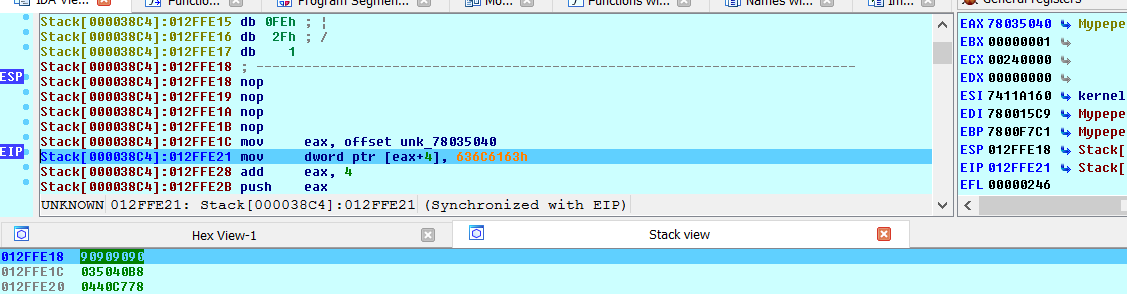 IDA Vie...
Functio...
Program Segmen...
Mo...
Functions wi...
Names wi...
Im...
General registers
Stack[000038C4]:012FFE15 db 0FEh ; ¦
Stack[000038C4]:012FFE16 db 2Fh ; /
Stack[000038C4]:012FFE17 db 1
Stack[000038C4]:012FFE18 ; ---------------------------------------------------------------------------
ESP Stack[000038C4]:012FFE18 nop
Stack[000038C4]:012FFE19 nop
Stack[000038C4]:012FFE1A nop
Stack[000038C4]:012FFE1B nop
Stack[000038C4]:012FFE1C mov eax, offset unk_78035040
EIP Stack[000038C4]:012FFE21 mov dword ptr [eax+4], 636C6163h
Stack[000038C4]:012FFE28 add eax, 4
Stack[000038C4]:012FFE2B push eax
UNKNOWN 012FFE21: Stack[000038C4]:012FFE21 (Synchronized with EIP)
EAX 78035040 Mypepe
EBX 00000001
ECX 00240000
EDX 00000000
ESI 7411A160 kernel
EDI 780015C9 Mypepe
EBP 7800F7C1 Mypepe
ESP 012FFE18 Stack[
EIP 012FFE21 Stack[
EFL 00000246
Hex View-1
Stack view
012FFE18 90909090
012FFE1C 035040B8
012FFE20 0440C778